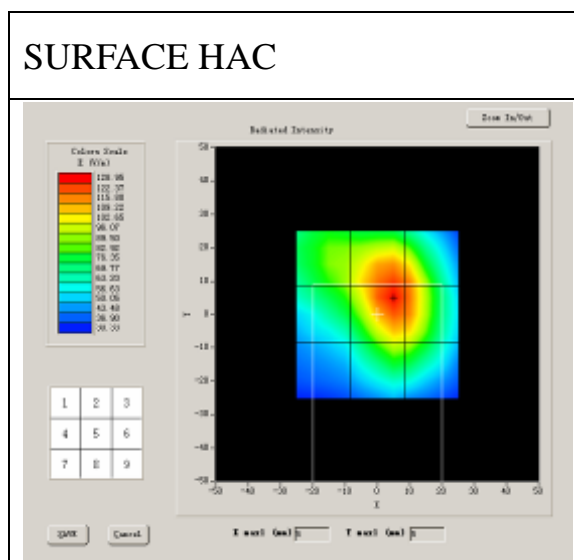 SURFACE HAC
Zoom In/Out
Radiated Intensity
Colors Scale
E (V/m)
128.95
122.37
115.80
109.22
102.65
96.07
89.50
82.92
76.35
69.77
63.20
56.63
50.05
43.48
36.90
30.33
50
40
30
20
10
0
-10
-20
-30
-40
-50
Y
-50 -40 -30 -20 -10 0 10 20 30 40 50
X
1 2 3
4 5 6
7 8 9
SAVE Cancel
X maxl (mm) Y maxl (mm)